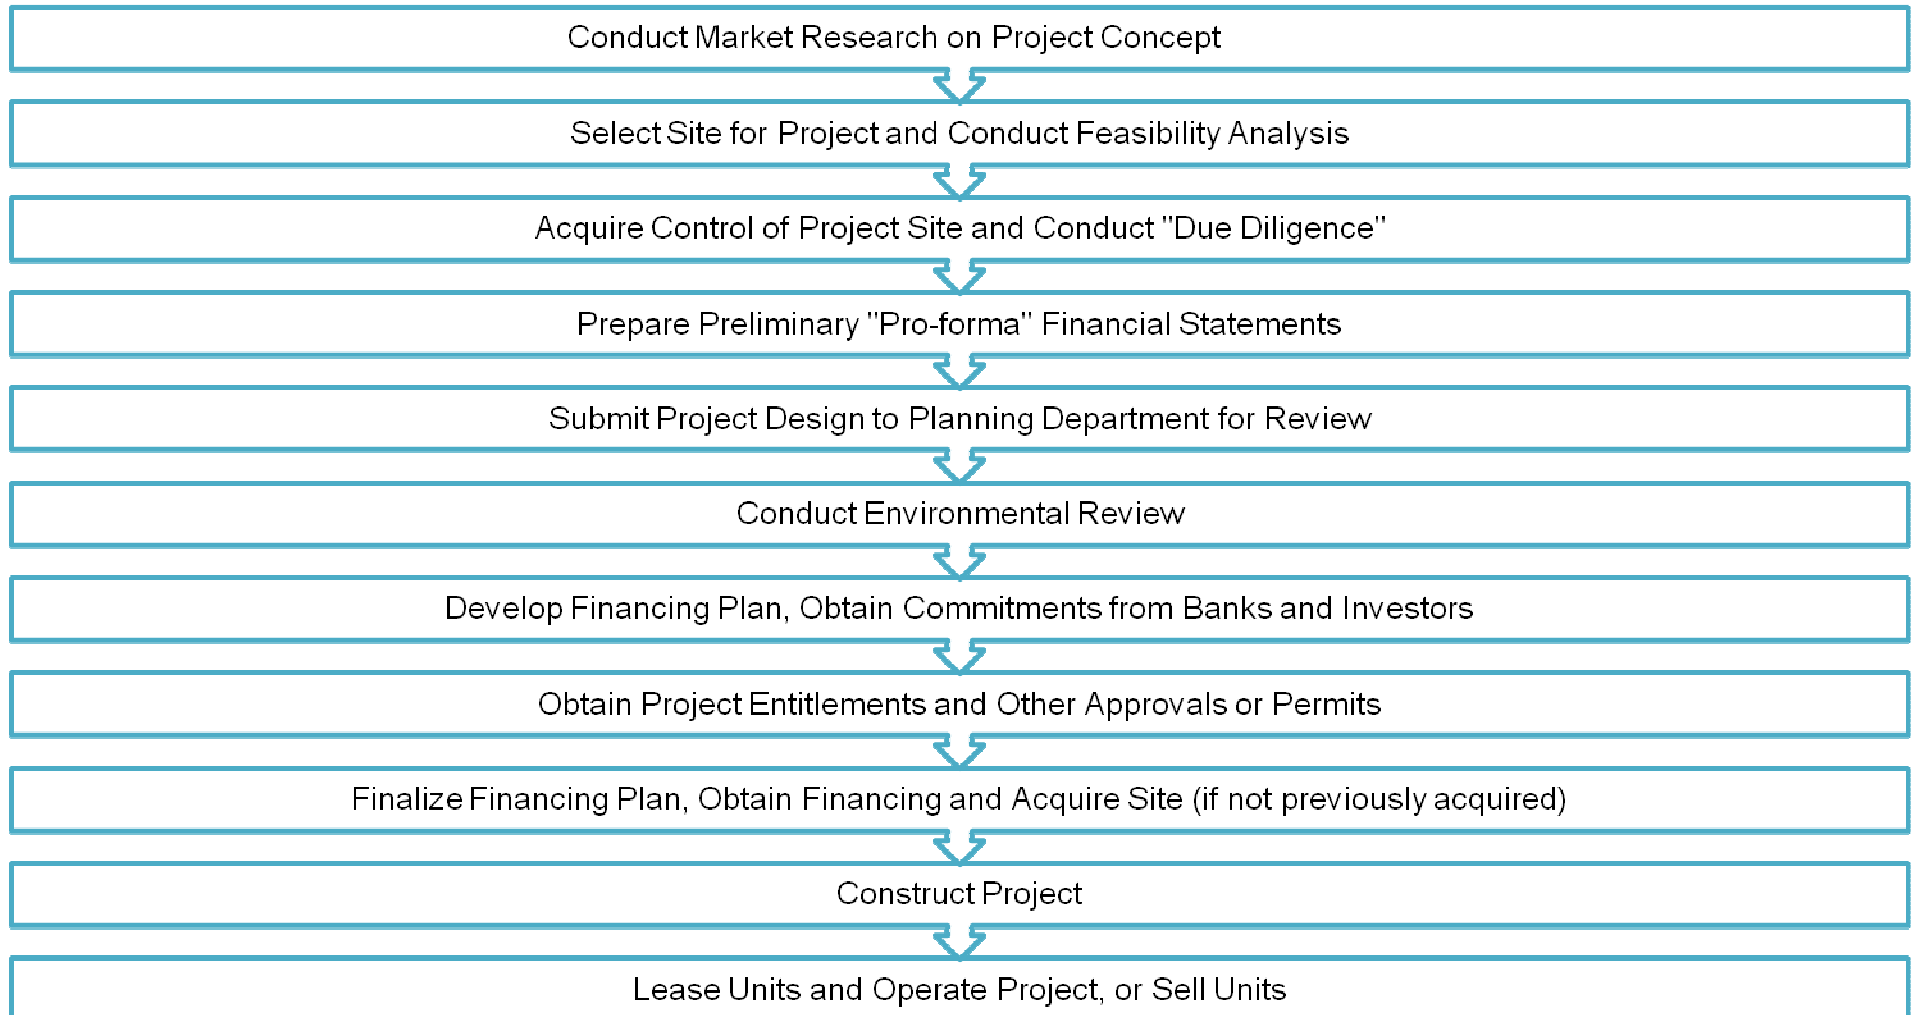 Conduct Market Research on Project Concept
Select Site for Project and Conduct Feasibility Analysis
Acquire Control of Project Site and Conduct "Due Diligence"
Prepare Preliminary "Pro-forma" Financial Statements
Submit Project Design to Planning Department for Review
Conduct Environmental Review
Develop Financing Plan, Obtain Commitments from Banks and Investors
Obtain Project Entitlements and Other Approvals or Permits
Finalize Financing Plan, Obtain Financing and Acquire Site (if not previously acquired)
Construct Project
Lease Units and Operate Project, or Sell Units